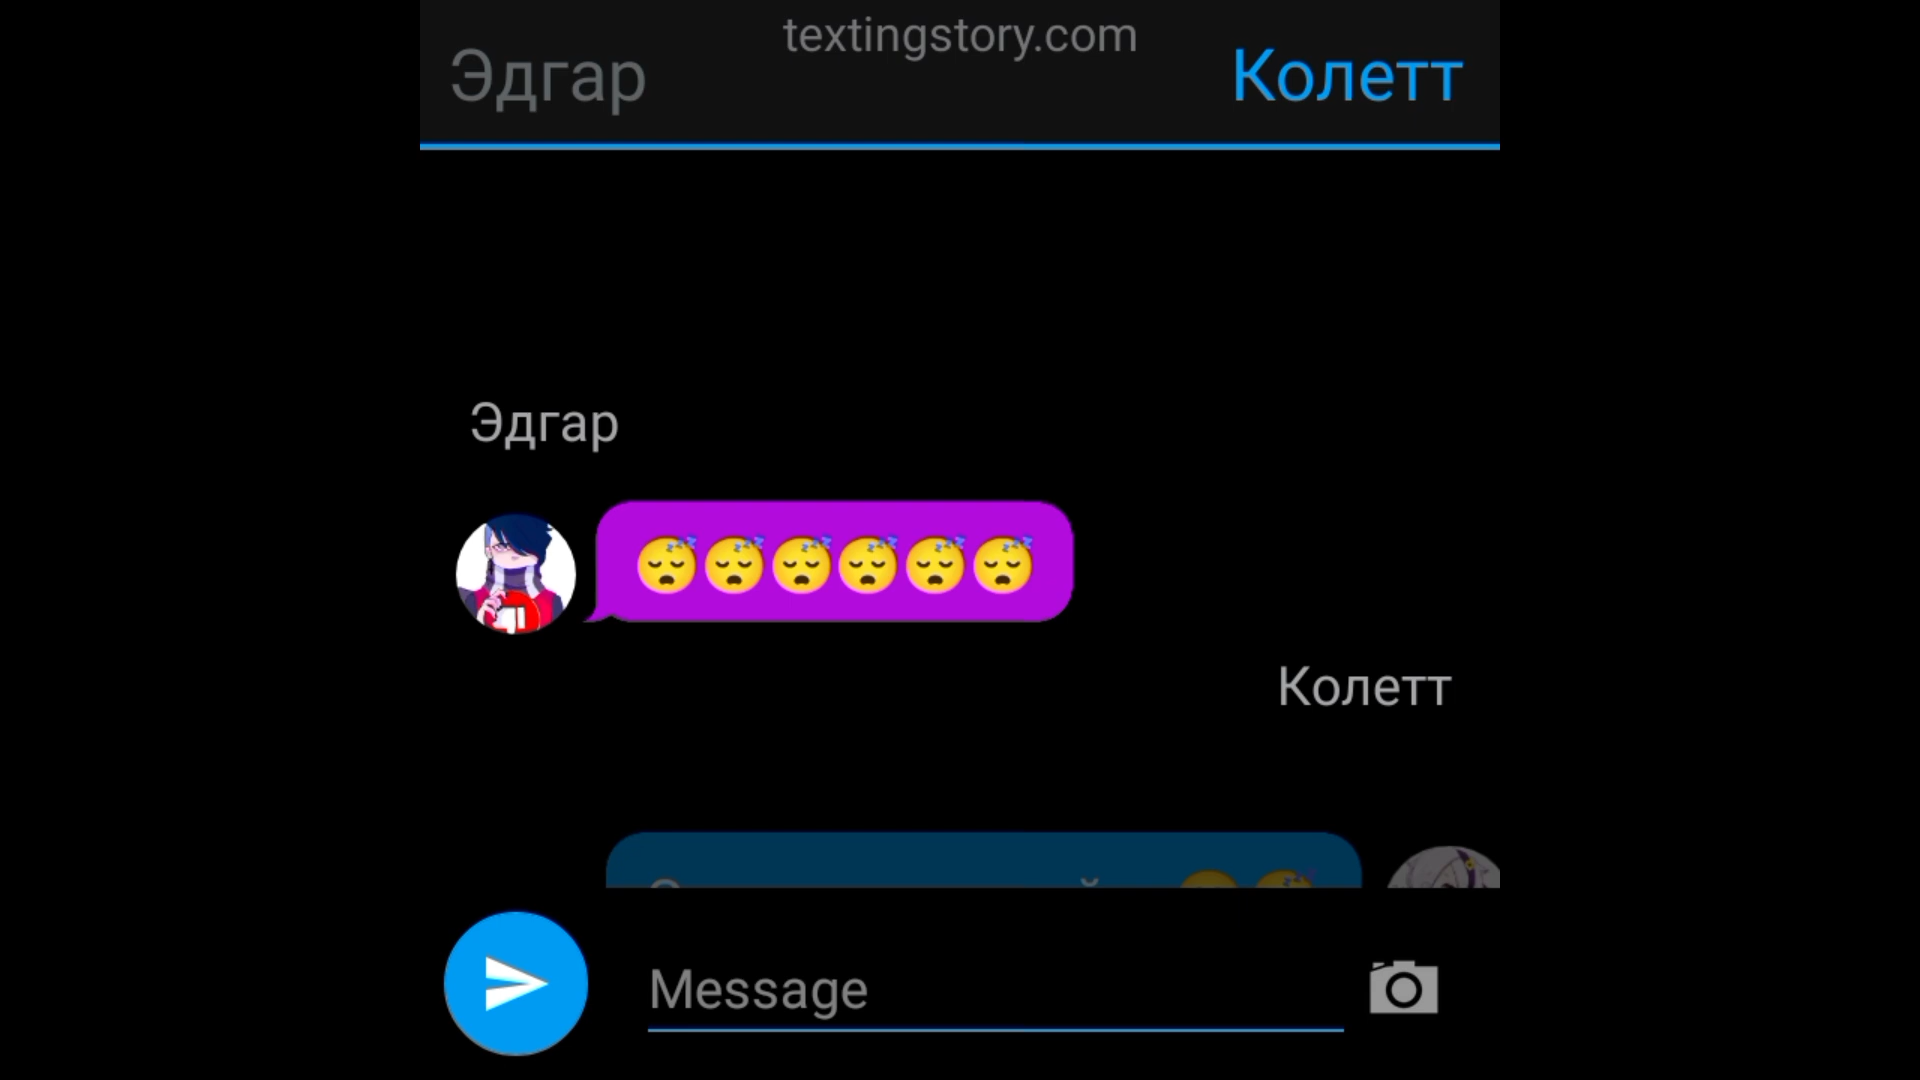 textingstory.com
Эдгар
Колетт
Эдгар
😴😴😴😴😴😴
Колетт
Message